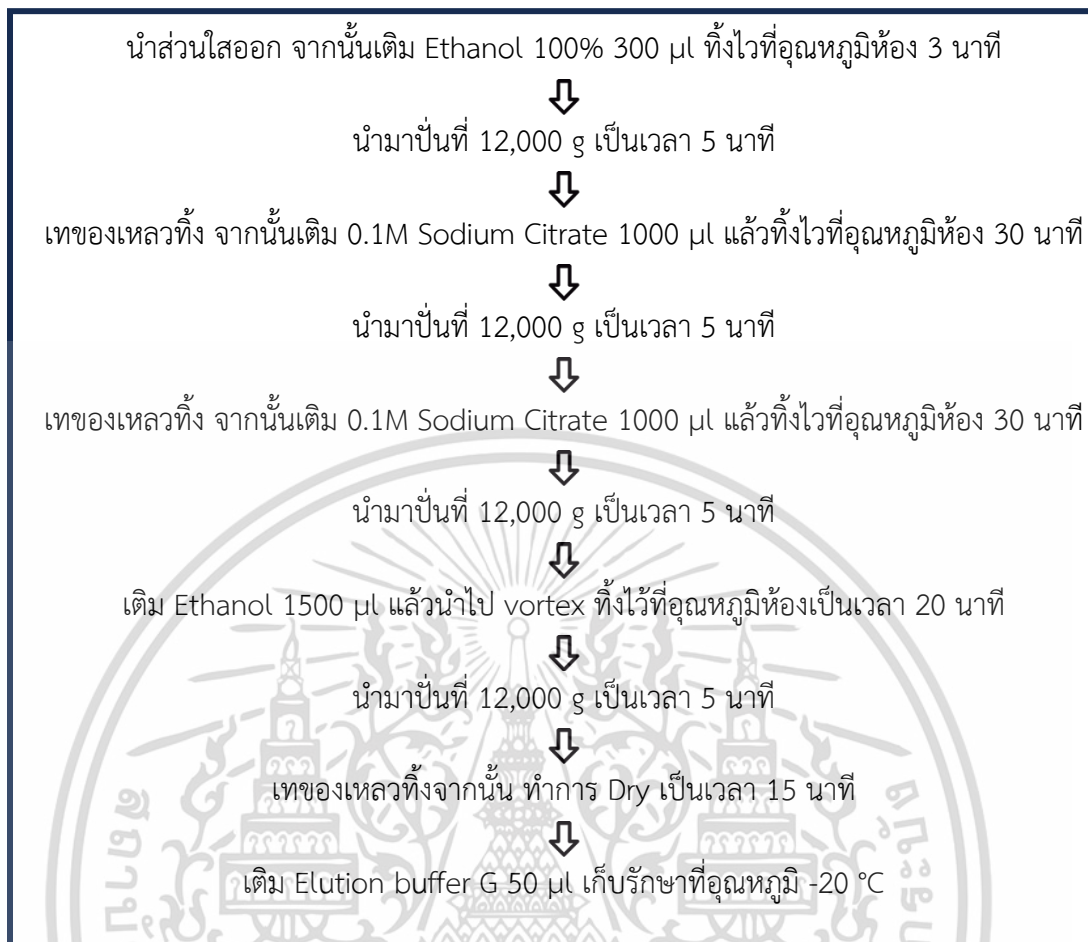 นำส่วนใสออก จากนั้นเติม Ethanol 100% 300 µl ทิ้งไวที่อุณหภูมิห้อง 3 นาที
นำมาปั่นที่ 12,000 g เป็นเวลา 5 นาที
เทของเหลวทิ้ง จากนั้นเติม 0.1M Sodium Citrate 1000 µl แล้วทิ้งไวที่อุณหภูมิห้อง 30 นาที
นำมาปั่นที่ 12,000 g เป็นเวลา 5 นาที
เทของเหลวทิ้ง จากนั้นเติม 0.1M Sodium Citrate 1000 µl แล้วทิ้งไวที่อุณหภูมิห้อง 30 นาที
นำมาปั่นที่ 12,000 g เป็นเวลา 5 นาที
เติม Ethanol 1500 µl แล้วนำไป vortex ทิ้งไว้ที่อุณหภูมิห้องเป็นเวลา 20 นาที
นำมาปั่นที่ 12,000 g เป็นเวลา 5 นาที
เทของเหลวทิ้งจากนั้น ทำการ Dry เป็นเวลา 15 นาที
เติม Elution buffer G 50 µl เก็บรักษาที่อุณหภูมิ -20 °C